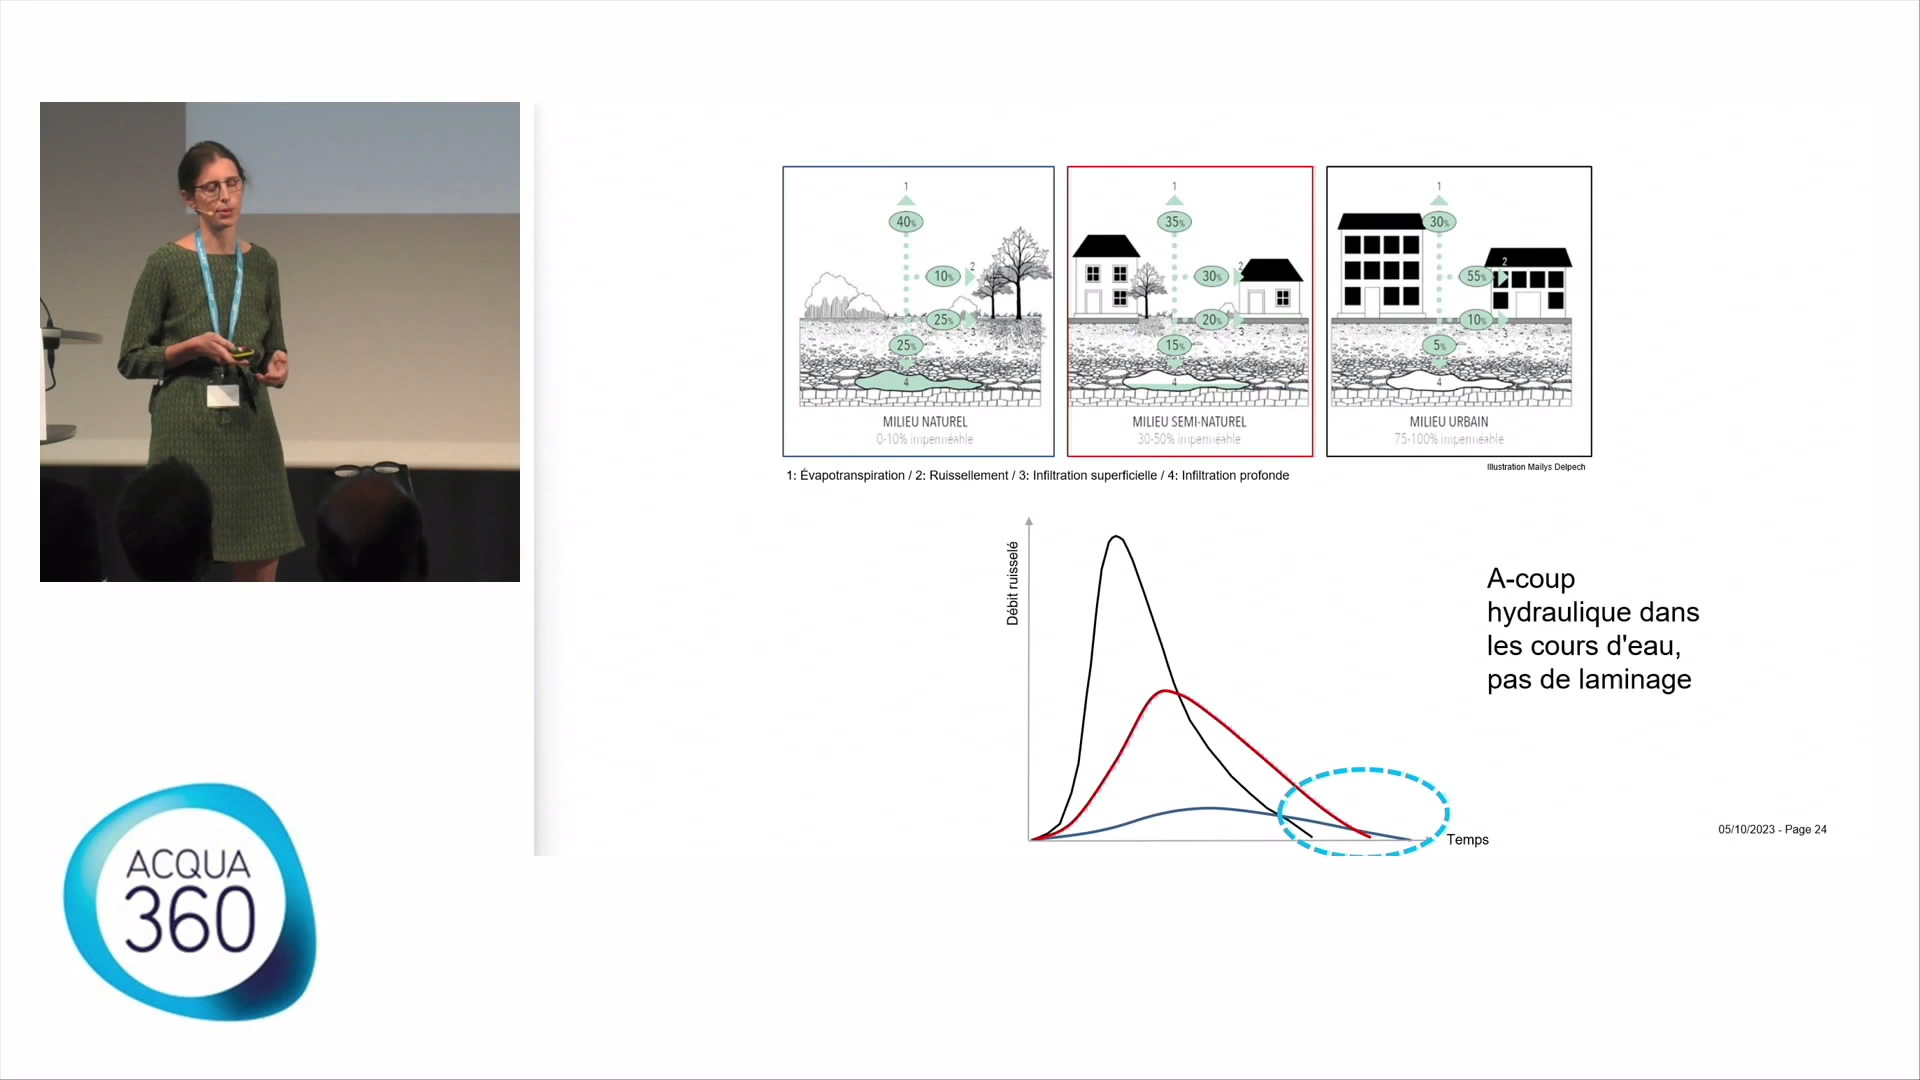 1
40%
10%
2
25%
3
25%
4
MILIEU NATUREL
0-10% imperméable
1
35%
30%
2
20%
3
15%
4
MILIEU SEMI-NATUREL
30-50% imperméable
1
30%
55%
2
10%
3
5%
4
MILIEU URBAIN
75-100% imperméable
Illustration Maïlys Delpech
1: Évapotranspiration / 2: Ruissellement / 3: Infiltration superficielle / 4: Infiltration profonde
Débit ruisselé
Temps
A-coup
hydraulique dans
les cours d'eau,
pas de laminage
05/10/2023 - Page 24
ACQUA
360